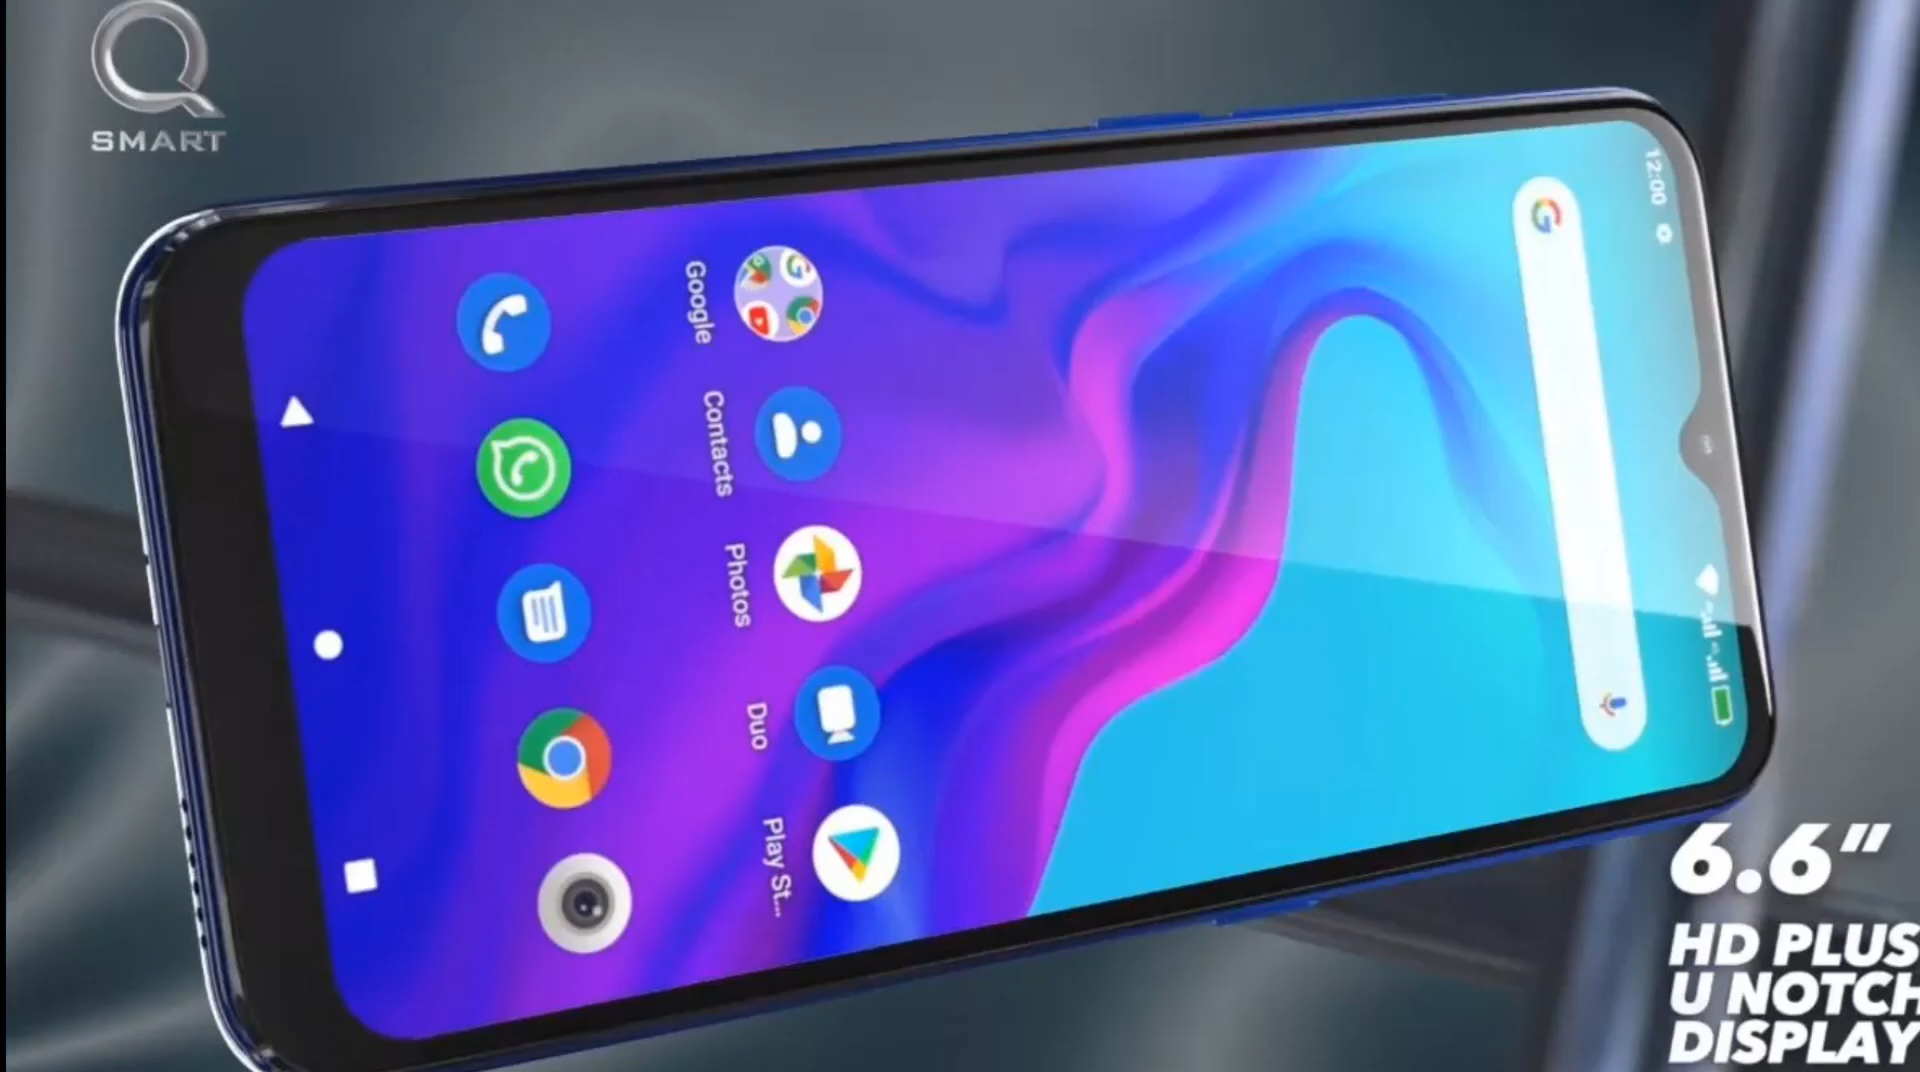 Q
SMART
12:00
Google
Contacts
Photos
Duo
Play St...
6.6"
HD PLUS
U NOTCH
DISPLAY